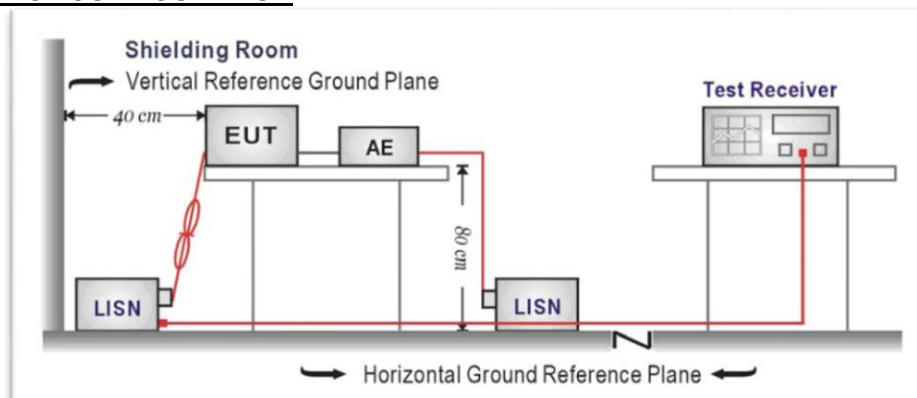 Shielding Room
Vertical Reference Ground Plane
Test Receiver
40 cm
EUT
AE
80 cm
LISN
LISN
Horizontal Ground Reference Plane